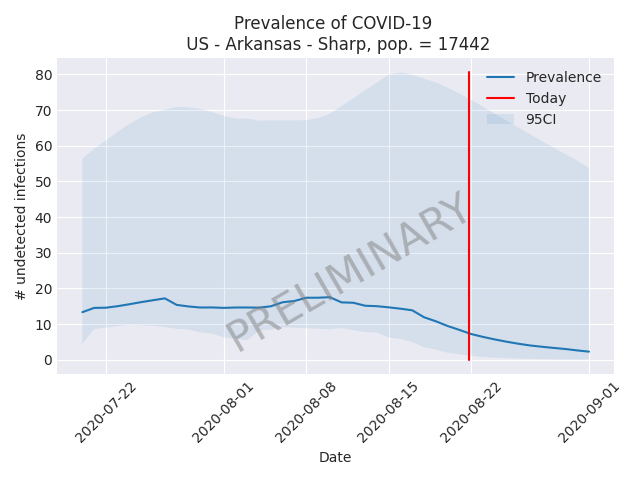 Prevalence of COVID-19
US - Arkansas - Sharp, pop. = 17442
80
70
60
50
40
30
20
10
0
# undetected infections
Prevalence
Today
95CI
PRELIMINARY
2020-07-22
2020-08-01
2020-08-08
2020-08-15
2020-08-22
2020-09-01
Date